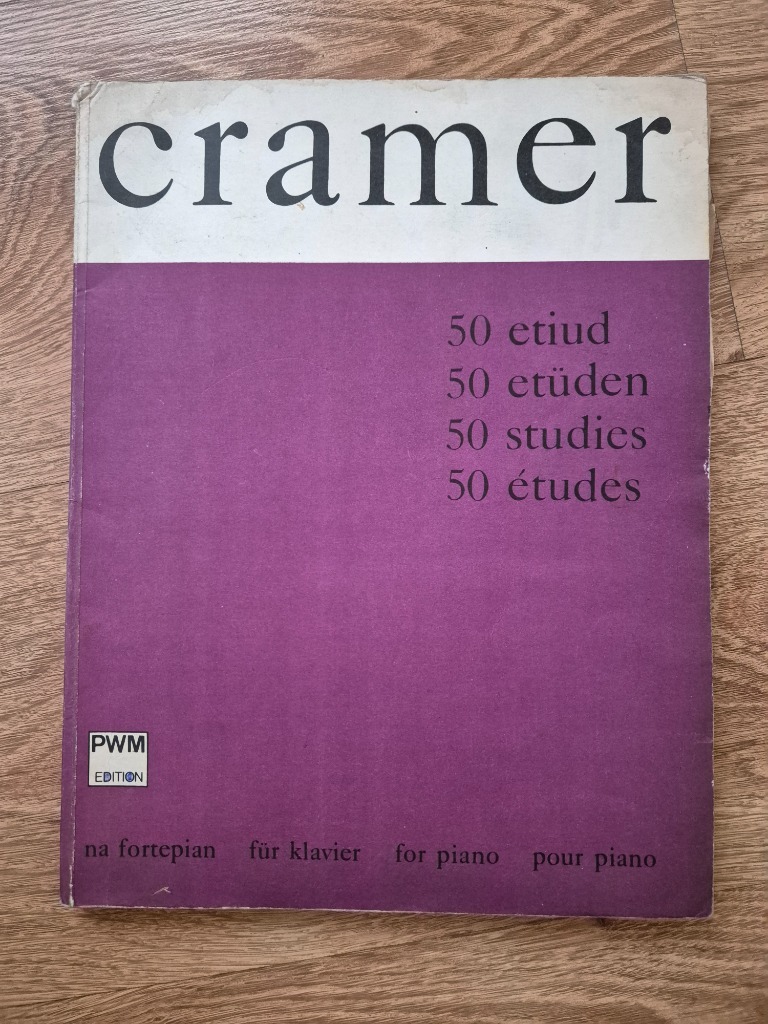 cramer
50 etiud
50 etüden
50 studies
50 études
PWM
EDITION
na fortepian für klavier for piano pour piano